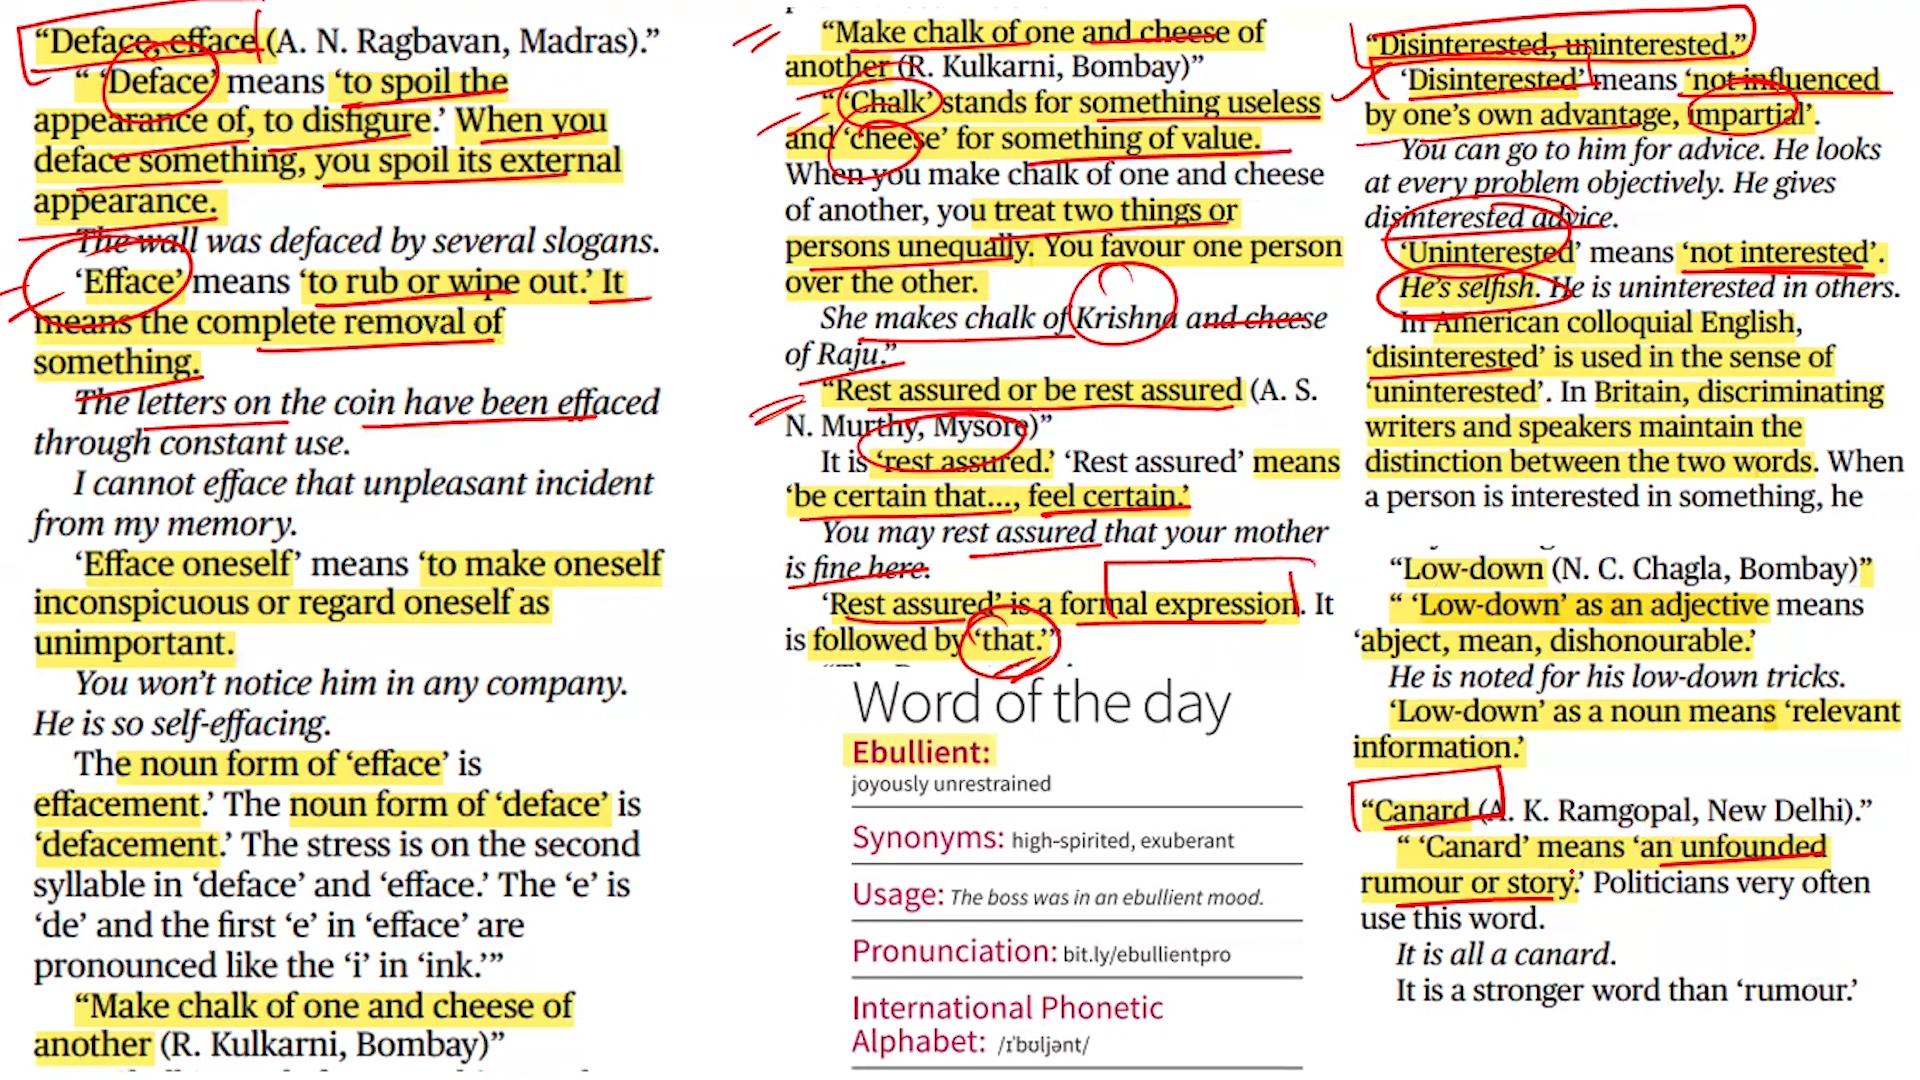 “Deface, efface (A. N. Ragbavan, Madras).”
“ ‘Deface’ means ‘to spoil the
appearance of, to disfigure.’ When you
deface something, you spoil its external
appearance.
The wall was defaced by several slogans.
‘Efface’ means ‘to rub or wipe out.’ It
means the complete removal of
something.
The letters on the coin have been effaced
through constant use.
I cannot efface that unpleasant incident
from my memory.
‘Efface oneself’ means ‘to make oneself
inconspicuous or regard oneself as
unimportant.
You won’t notice him in any company.
He is so self-effacing.
The noun form of ‘efface’ is
effacement.’ The noun form of ‘deface’ is
‘defacement.’ The stress is on the second
syllable in ‘deface’ and ‘efface.’ The ‘e’ is
‘de’ and the first ‘e’ in ‘efface’ are
pronounced like the ‘i’ in ‘ink.’”
“Make chalk of one and cheese of
another (R. Kulkarni, Bombay)”
“Make chalk of one and cheese of
another (R. Kulkarni, Bombay)”
“ ‘Chalk’ stands for something useless
and ‘cheese’ for something of value.
When you make chalk of one and cheese
of another, you treat two things or
persons unequally. You favour one person
over the other.
She makes chalk of Krishna and cheese
of Raju.”
“Rest assured or be rest assured (A. S.
N. Murthy, Mysore)”
It is ‘rest assured.’ ‘Rest assured’ means
‘be certain that..., feel certain.’
You may rest assured that your mother
is fine here.
‘Rest assured’ is a formal expression. It
is followed by ‘that.’”
Word of the day
Ebullient:
joyously unrestrained
Synonyms: high-spirited, exuberant
Usage: The boss was in an ebullient mood.
Pronunciation: bit.ly/ebullientpro
International Phonetic
Alphabet: /ɪˈbʊljənt/
“Disinterested, uninterested.”
‘Disinterested’ means ‘not influenced
by one’s own advantage, impartial’.
You can go to him for advice. He looks
at every problem objectively. He gives
disinterested advice.
‘Uninterested’ means ‘not interested’.
He’s selfish. He is uninterested in others.
In American colloquial English,
‘disinterested’ is used in the sense of
‘uninterested’. In Britain, discriminating
writers and speakers maintain the
distinction between the two words. When
a person is interested in something, he
“Low-down (N. C. Chagla, Bombay)”
“ ‘Low-down’ as an adjective means
‘abject, mean, dishonourable.’
He is noted for his low-down tricks.
‘Low-down’ as a noun means ‘relevant
information.’
“Canard (A. K. Ramgopal, New Delhi).”
“ ‘Canard’ means ‘an unfounded
rumour or story.’ Politicians very often
use this word.
It is all a canard.
It is a stronger word than ‘rumour.’